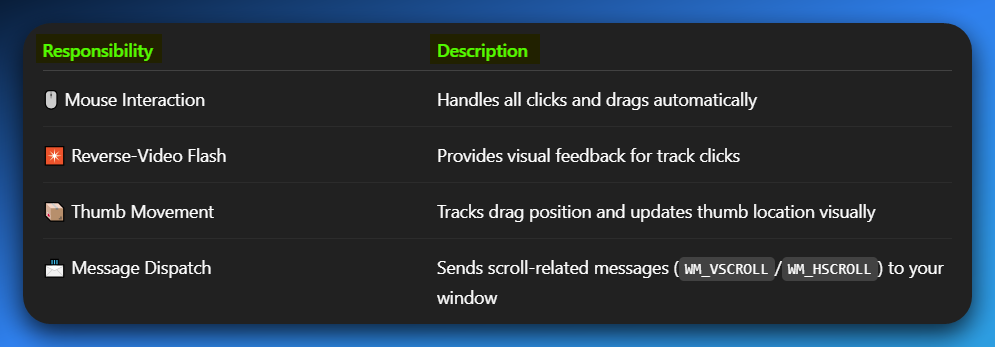 Responsibility Description
Mouse Interaction Handles all clicks and drags automatically
Reverse-Video Flash Provides visual feedback for track clicks
Thumb Movement Tracks drag position and updates thumb location visually
Message Dispatch Sends scroll-related messages (WM_VSCROLL/WM_HSCROLL) to your
window